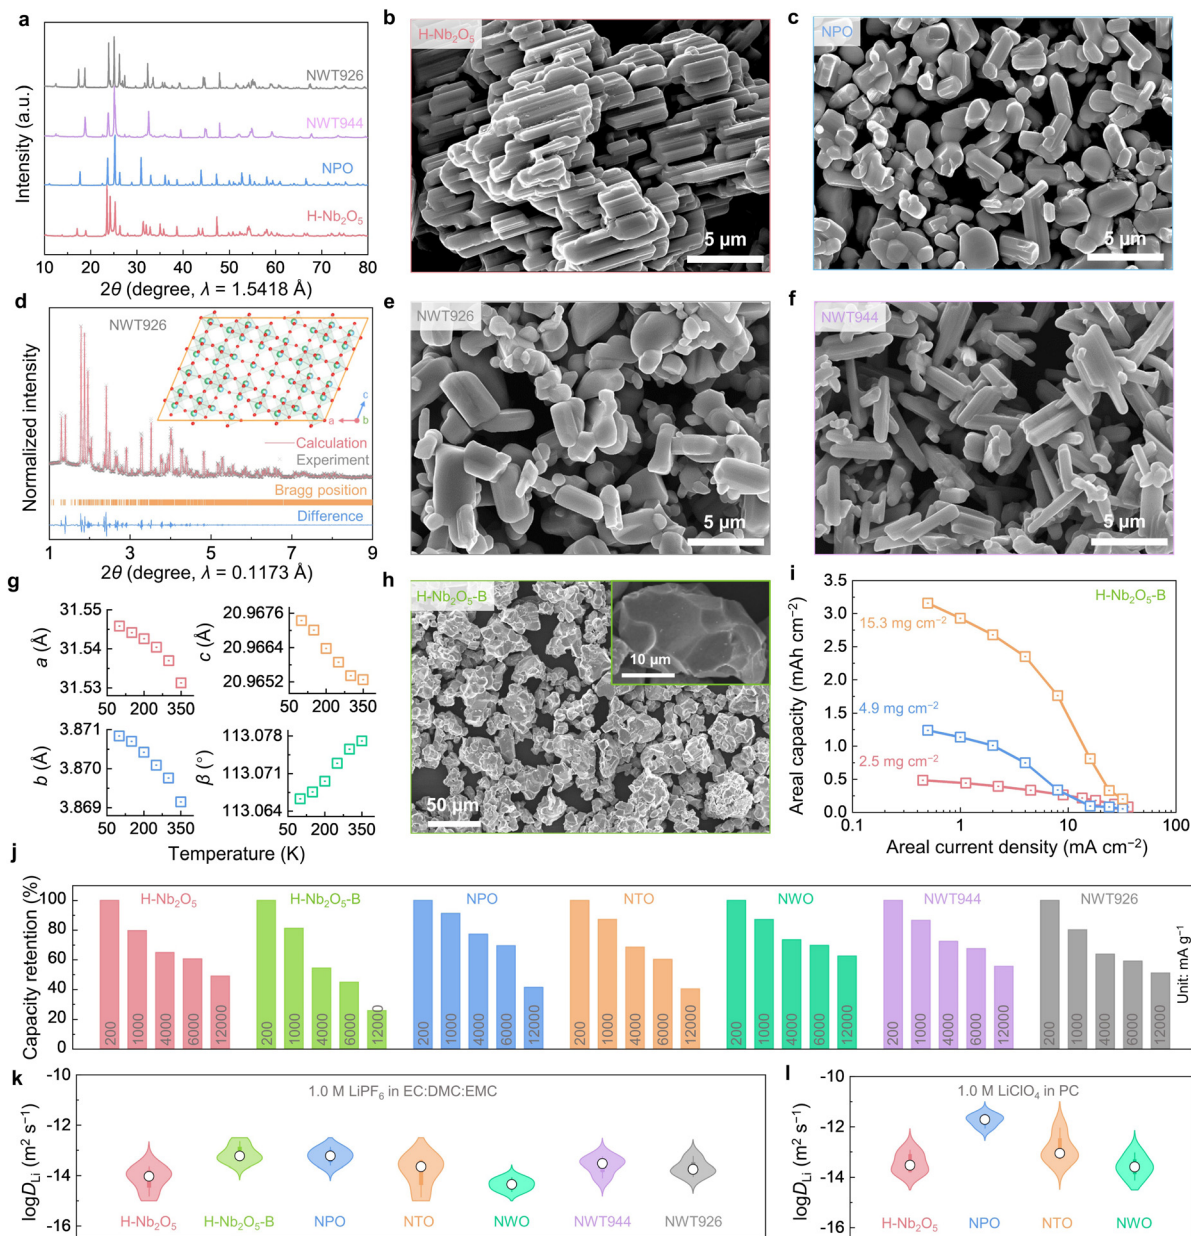 a
Intensity (a.u.)
NWT926
NWT944
NPO
H-Nb₂O₅
10 20 30 40 50 60 70 80
2θ (degree, λ = 1.5418 Å)
b
H-Nb₂O₅
5 μm
c
NPO
5 μm
d
Normalized intensity
NWT926
c
a b
Calculation
Experiment
Bragg position
Difference
1 3 5 7 9
2θ (degree, λ = 0.1173 Å)
e
NWT926
5 μm
f
NWT944
5 μm
g
a (Å)
31.55
31.54
31.53
50 200 350
c (Å)
20.9676
20.9664
20.9652
50 200 350
b (Å)
3.871
3.870
3.869
50 200 350
β (°)
113.078
113.071
113.064
50 200 350
Temperature (K)
h
H-Nb₂O₅-B
10 μm
50 μm
i
Areal capacity (mAh cm⁻²)
3.5
3.0
2.5
2.0
1.5
1.0
0.5
0.0
H-Nb₂O₅-B
15.3 mg cm⁻²
4.9 mg cm⁻²
2.5 mg cm⁻²
0.1 1 10 100
Areal current density (mA cm⁻²)
j
Capacity retention (%)
100
80
60
40
20
0
H-Nb₂O₅ H-Nb₂O₅-B NPO NTO NWO NWT944 NWT926
200 1000 4000 6000 12000 200 1000 4000 6000 12000 200 1000 4000 6000 12000 200 1000 4000 6000 12000 200 1000 4000 6000 12000 200 1000 4000 6000 12000 200 1000 4000 6000 12000
Unit: mA g⁻¹
k
logD_Li (m² s⁻¹)
-10
-12
-14
-16
1.0 M LiPF₆ in EC:DMC:EMC
H-Nb₂O₅ H-Nb₂O₅-B NPO NTO NWO NWT944 NWT926
l
logD_Li (m² s⁻¹)
-10
-12
-14
-16
1.0 M LiClO₄ in PC
H-Nb₂O₅ NPO NTO NWO